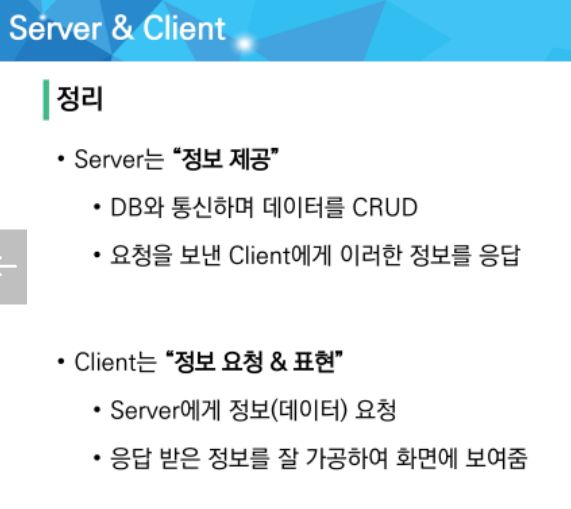 Server & Client
정리
• Server는 “정보 제공”
• DB와 통신하며 데이터를 CRUD
• 요청을 보낸 Client에게 이러한 정보를 응답
• Client는 “정보 요청 & 표현”
• Server에게 정보(데이터) 요청
• 응답 받은 정보를 잘 가공하여 화면에 보여줌